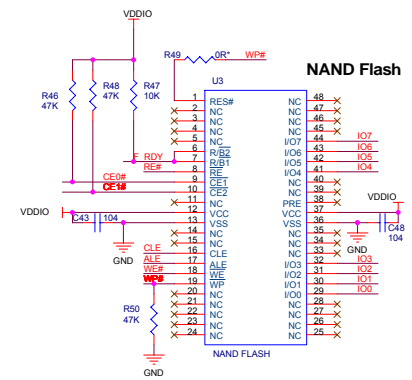 VDDIO
R49 0R* WP#
NAND Flash
R46 47K
R48 47K
R47 10K
U3
1 RES# NC 48
2 NC NC 47
3 NC NC 46
4 NC NC 45
5 NC I/O7 44 IO7
6 R/B2 I/O6 43 IO6
F_RDY 7 R/B1 I/O5 42 IO5
RE# 8 RE I/O4 41 IO4
CE0# 9 CE1 NC 40
CE1# 10 CE2 NC 39
11 NC PRE 38
VDDIO 12 VCC VCC 37 VDDIO
C43 104 13 VSS VSS 36 C48 104
14 NC NC 35
15 NC NC 34
CLE 16 CLE NC 33
ALE 17 ALE I/O3 32 IO3
WE# 18 WE I/O2 31 IO2
WP# 19 WP I/O1 30 IO1
20 NC I/O0 29 IO0
21 NC NC 28
22 NC NC 27
23 NC NC 26
24 NC NC 25
GND
GND
R50 47K
NAND FLASH
GND